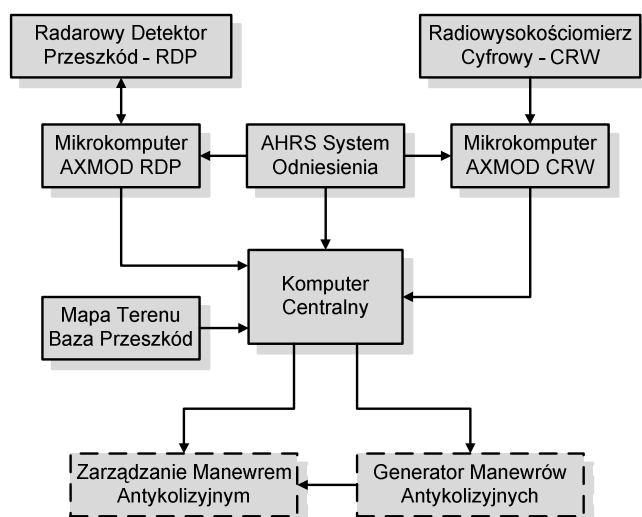 Radarowy Detektor
Przeszkód - RDP
Radiowysokościomierz
Cyfrowy - CRW
Mikrokomputer
AXMOD RDP
AHRS System
Odniesienia
Mikrokomputer
AXMOD CRW
Komputer
Centralny
Mapa Terenu
Baza Przeszkód
Zarządzanie Manewrem
Antykolizyjnym
Generator Manewrów
Antykolizyjnych